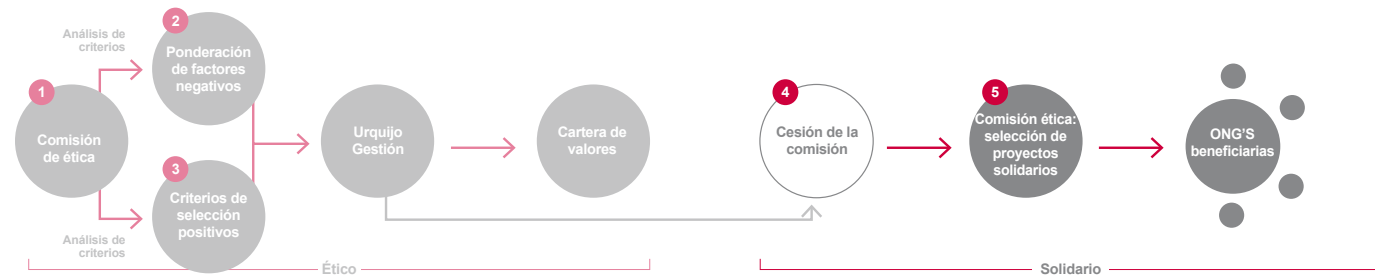 1
Comisión
de ética
Análisis de
criterios
2
Ponderación
de factores
negativos
Análisis de
criterios
3
Criterios de
selección
positivos
Urquijo
Gestión
Cartera de
valores
Ético
4
Cesión de la
comisión
5
Comisión ética:
selección de
proyectos
solidarios
ONG'S
beneficiarias
Solidario